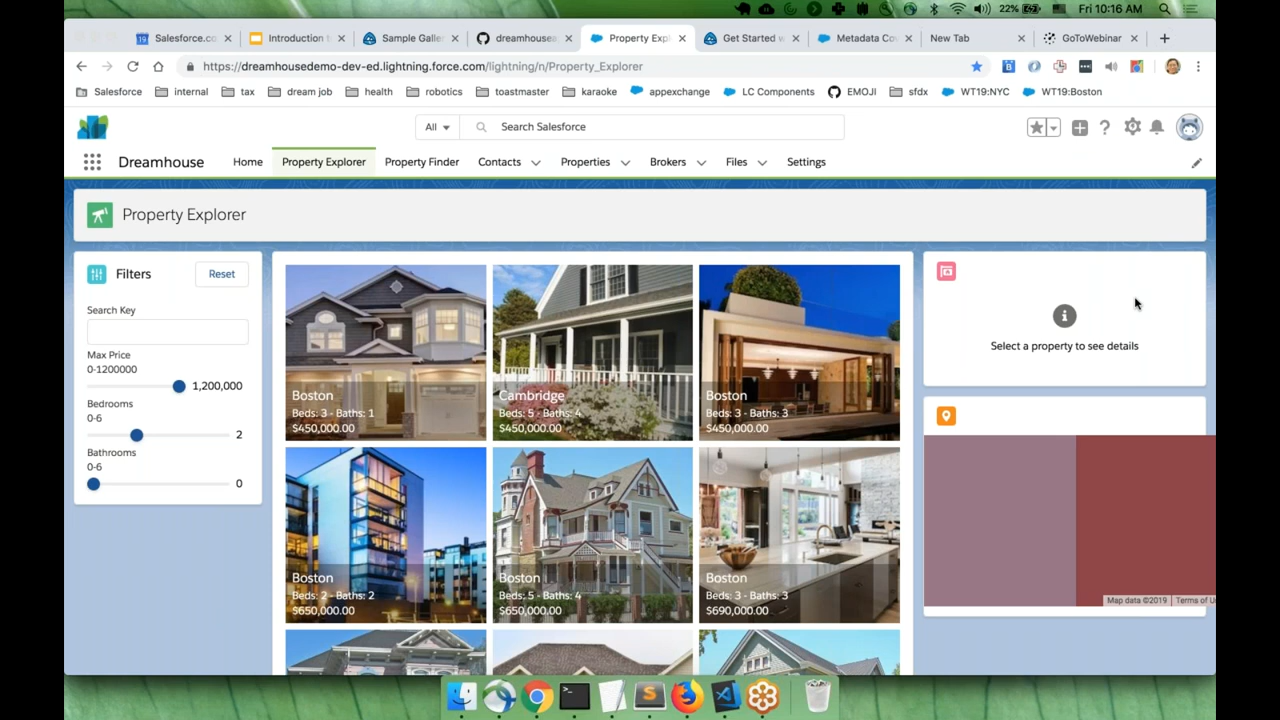 22% Fri 10:16 AM
19 Salesforce.co
Introduction t
Sample Galle
dreamhousea
Property Expl
Get Started w
Metadata Co
New Tab
GoToWebinar
https://dreamhousedemo-dev-ed.lightning.force.com/lightning/n/Property_Explorer
Salesforce internal tax dream job health robotics toastmaster karaoke appexchange LC Components EMOJI sfdx WT19:NYC WT19:Boston
All Search Salesforce
Dreamhouse Home Property Explorer Property Finder Contacts Properties Brokers Files Settings
Property Explorer
Filters Reset
Search Key
Max Price
0-1200000
1,200,000
Bedrooms
0-6
2
Bathrooms
0-6
0
Boston
Beds: 3 - Baths: 1
$450,000.00
Cambridge
Beds: 5 - Baths: 4
$450,000.00
Boston
Beds: 3 - Baths: 3
$450,000.00
Boston
Beds: 2 - Baths: 2
$650,000.00
Boston
Beds: 5 - Baths: 4
$650,000.00
Boston
Beds: 3 - Baths: 3
$690,000.00
Select a property to see details
Map data ©2019 Terms of U